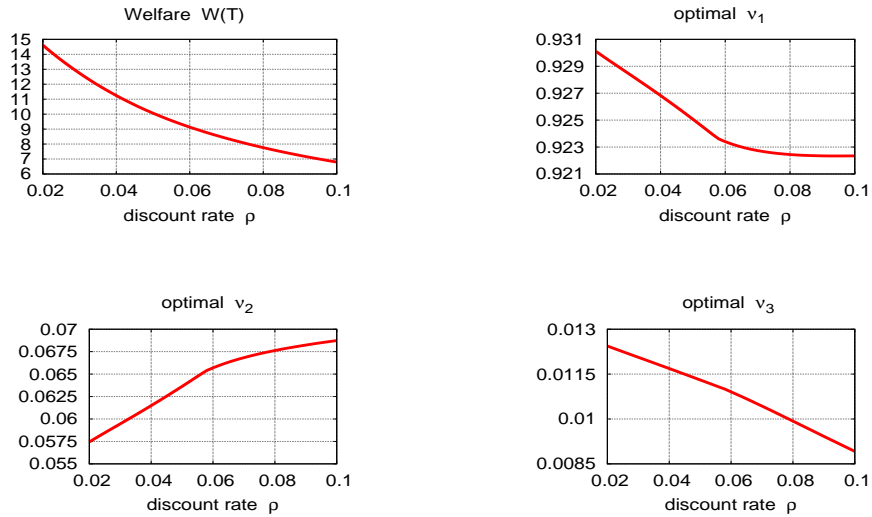 Welfare W(T)
15
14
13
12
11
10
9
8
7
6
0.02 0.04 0.06 0.08 0.1
discount rate ρ
optimal ν1
0.931
0.929
0.927
0.925
0.923
0.921
0.02 0.04 0.06 0.08 0.1
discount rate ρ
optimal ν2
0.07
0.0675
0.065
0.0625
0.06
0.0575
0.055
0.02 0.04 0.06 0.08 0.1
discount rate ρ
optimal ν3
0.013
0.0115
0.01
0.0085
0.02 0.04 0.06 0.08 0.1
discount rate ρ